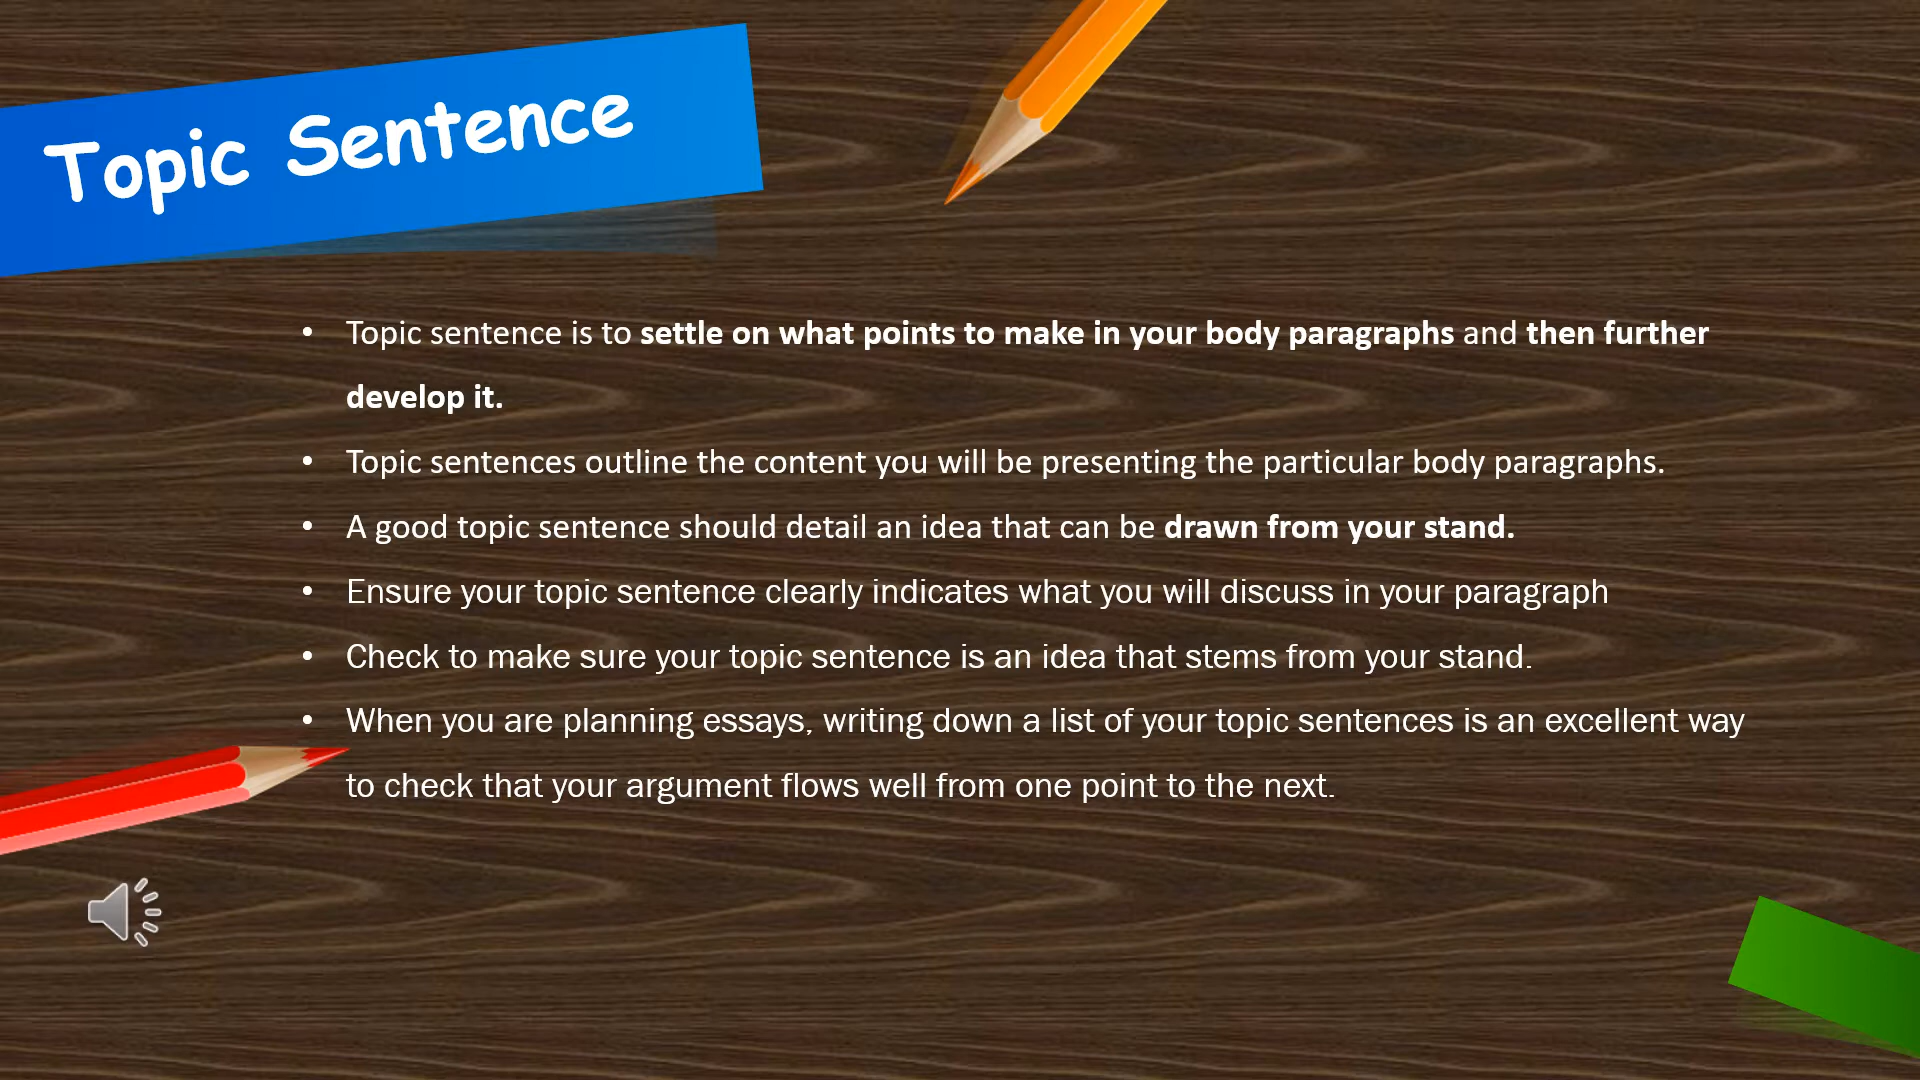 Topic Sentence
• Topic sentence is to settle on what points to make in your body paragraphs and then further
develop it.
• Topic sentences outline the content you will be presenting the particular body paragraphs.
• A good topic sentence should detail an idea that can be drawn from your stand.
• Ensure your topic sentence clearly indicates what you will discuss in your paragraph
• Check to make sure your topic sentence is an idea that stems from your stand.
• When you are planning essays, writing down a list of your topic sentences is an excellent way
to check that your argument flows well from one point to the next.